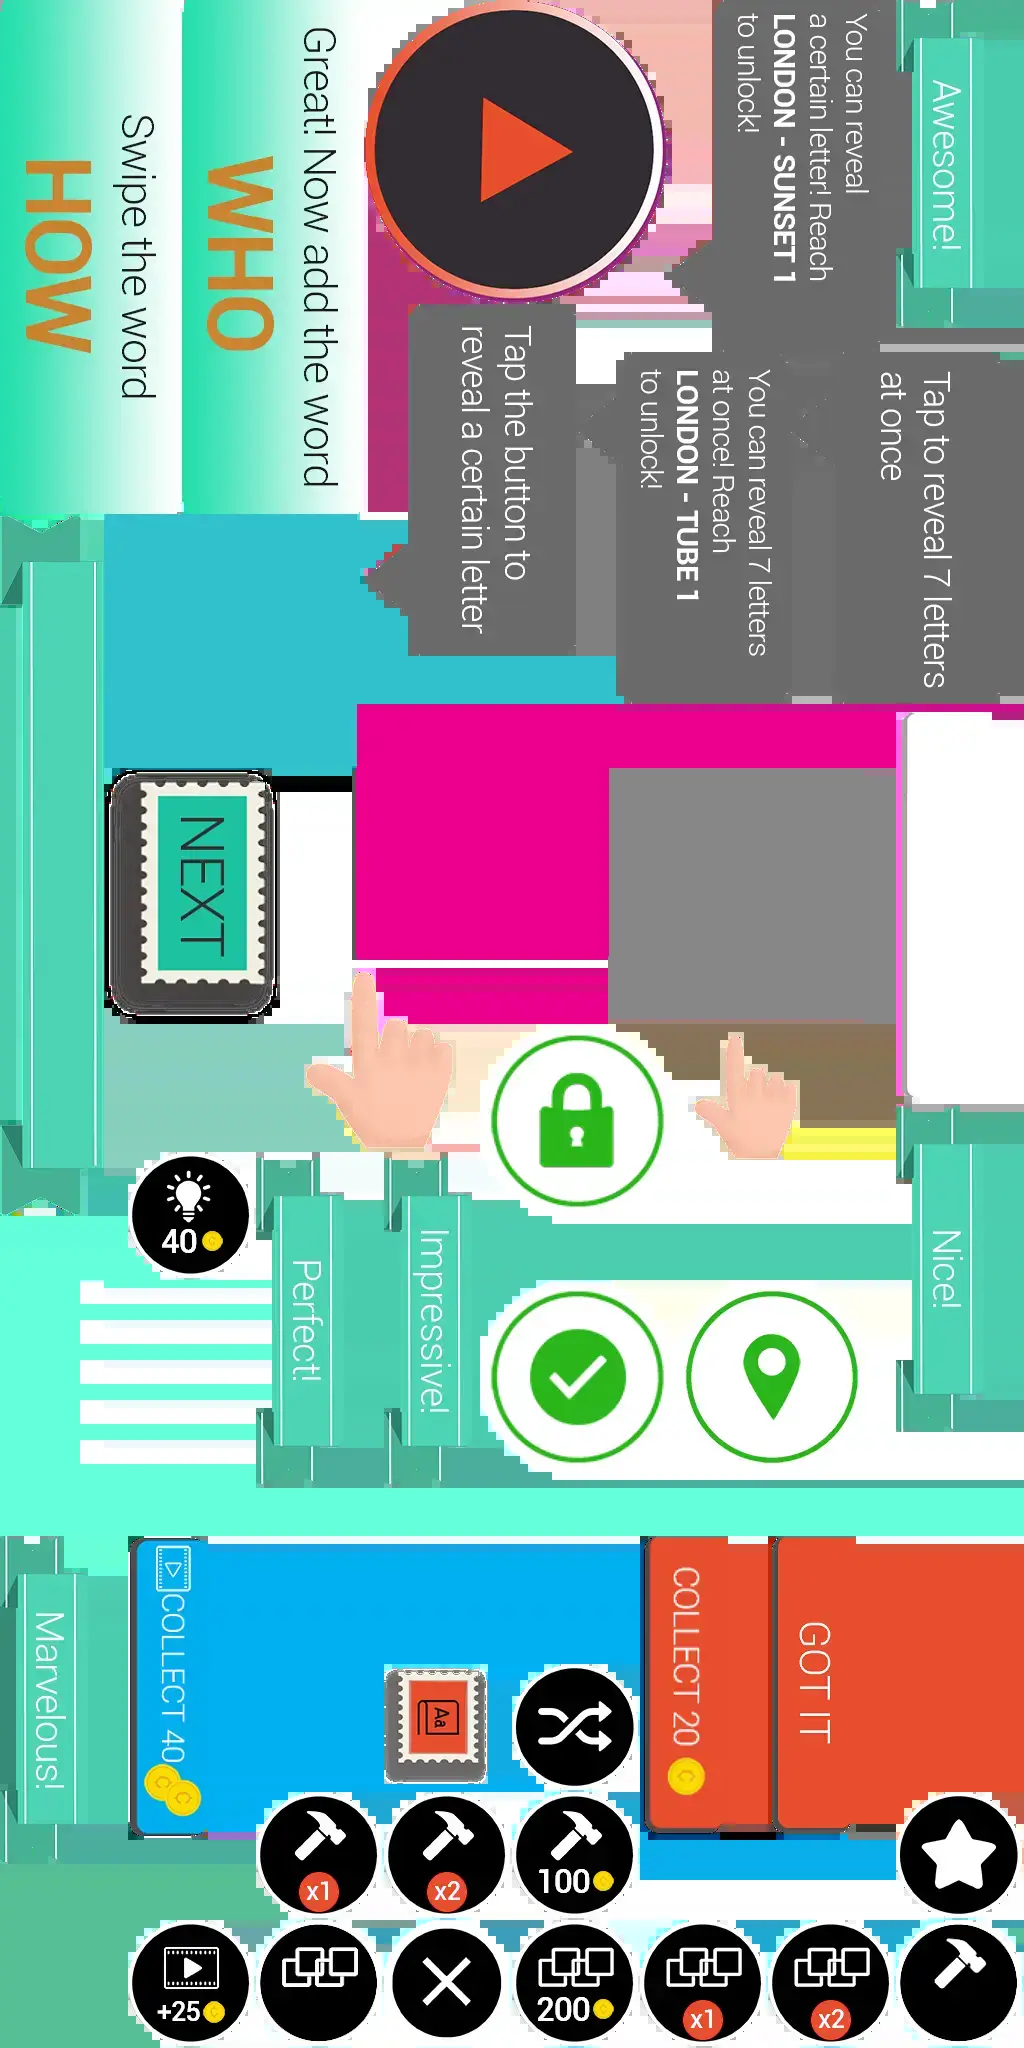 Awesome!
You can reveal
a certain letter! Reach
LONDON - SUNSET 1
to unlock!
Great! Now add the word
WHO
Swipe the word
HOW
Tap to reveal 7 letters
at once
You can reveal 7 letters
at once! Reach
LONDON - TUBE 1
to unlock!
Tap the button to
reveal a certain letter
NEXT
40
Nice!
Impressive!
Perfect!
GOT IT
COLLECT 20
C
Aa
COLLECT 40
C
C
Marvelous!
x1
x2
100
+25
200
x1
x2